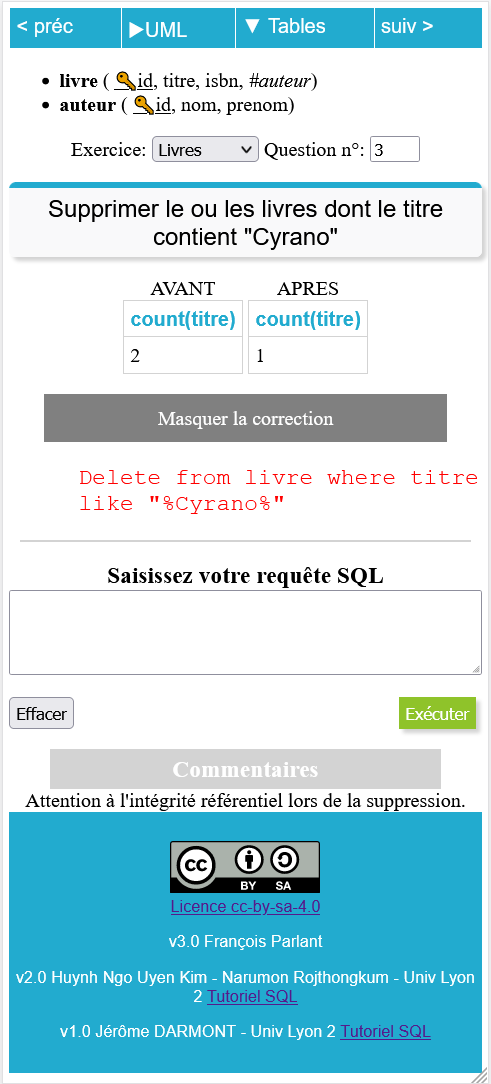 < préc ▶UML ▼ Tables suiv >
• livre ( 🔑id, titre, isbn, #auteur)
• auteur ( 🔑id, nom, prenom)
Exercice: Livres Question n°: 3
Supprimer le ou les livres dont le titre
contient "Cyrano"
AVANT APRES
count(titre) count(titre)
2 1
Masquer la correction
Delete from livre where titre
like "%Cyrano%"
Saisissez votre requête SQL
Effacer Exécuter
Commentaires
Attention à l'intégrité référentiel lors de la suppression.
cc BY SA
Licence cc-by-sa-4.0
v3.0 François Parlant
v2.0 Huynh Ngo Uyen Kim - Narumon Rojthongkum - Univ Lyon
2 Tutoriel SQL
v1.0 Jérôme DARMONT - Univ Lyon 2 Tutoriel SQL